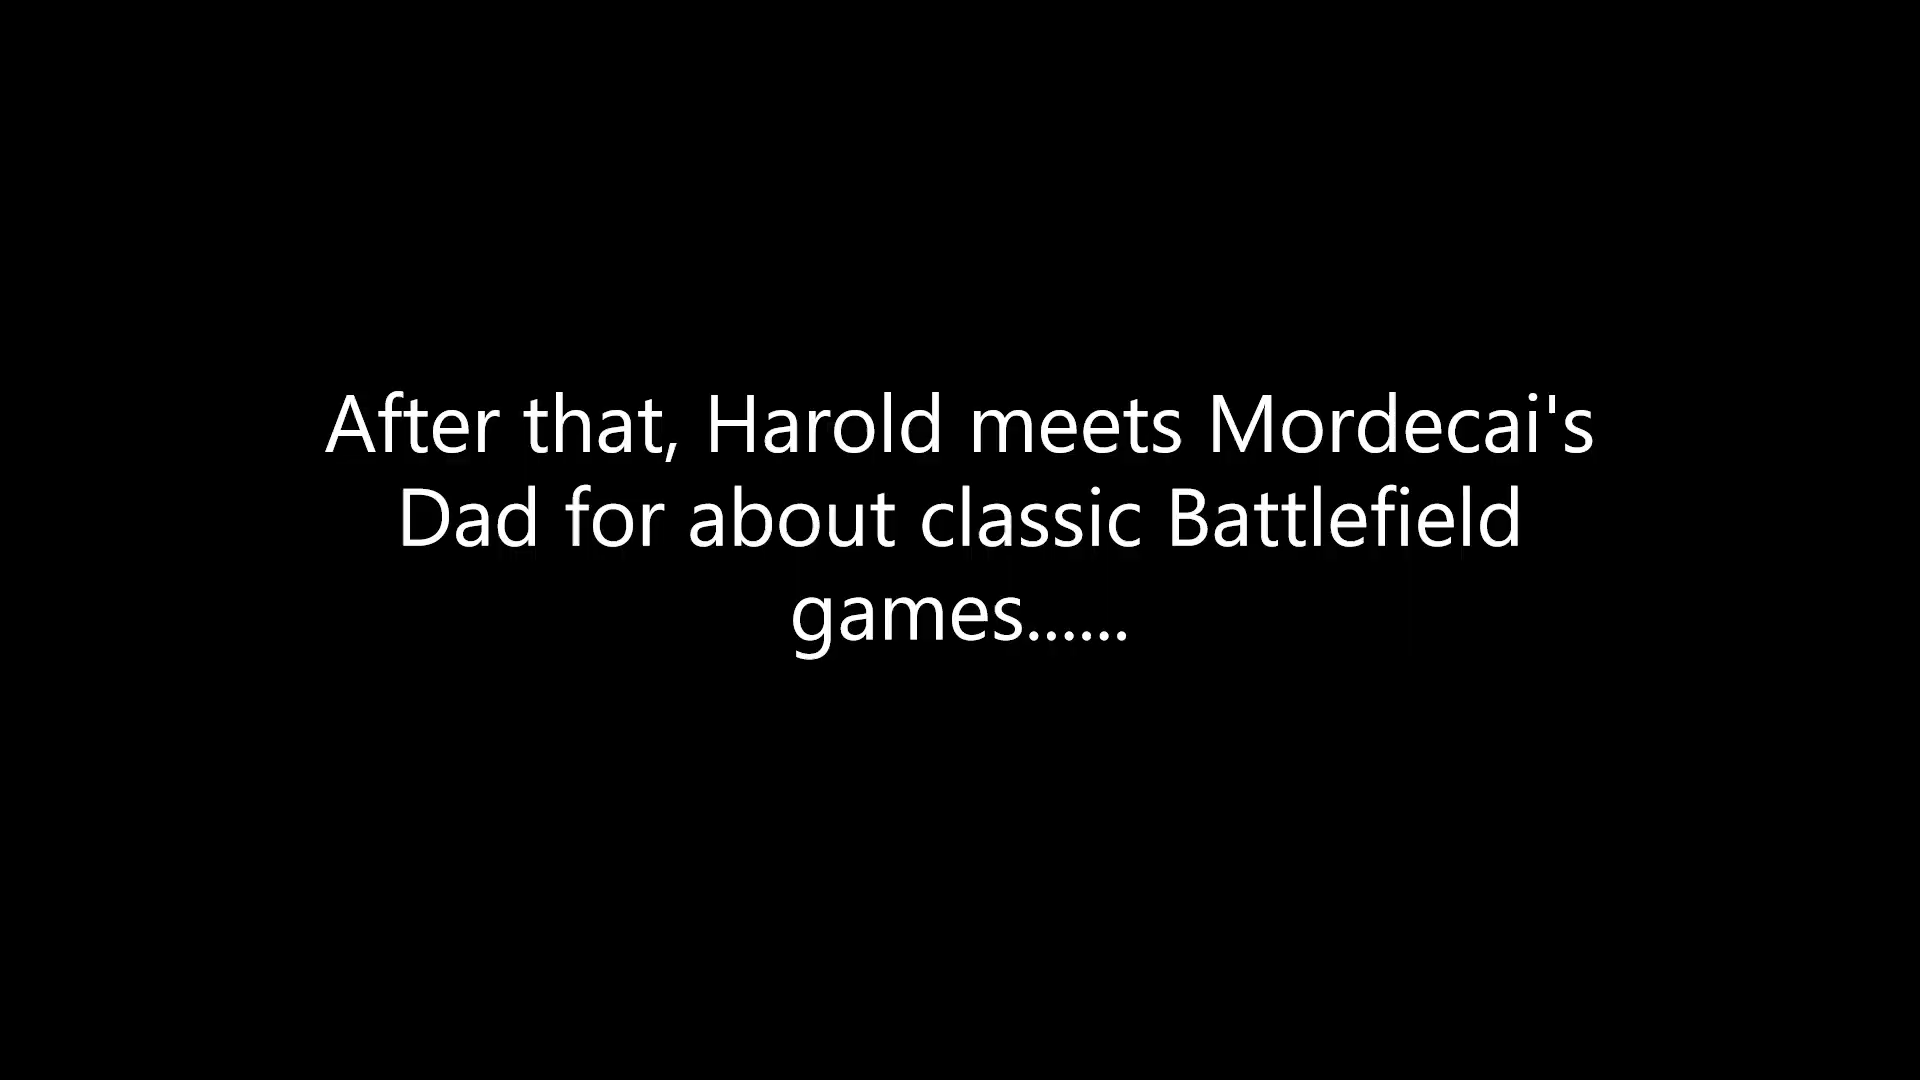 After that, Harold meets Mordecai's
Dad for about classic Battlefield
games......